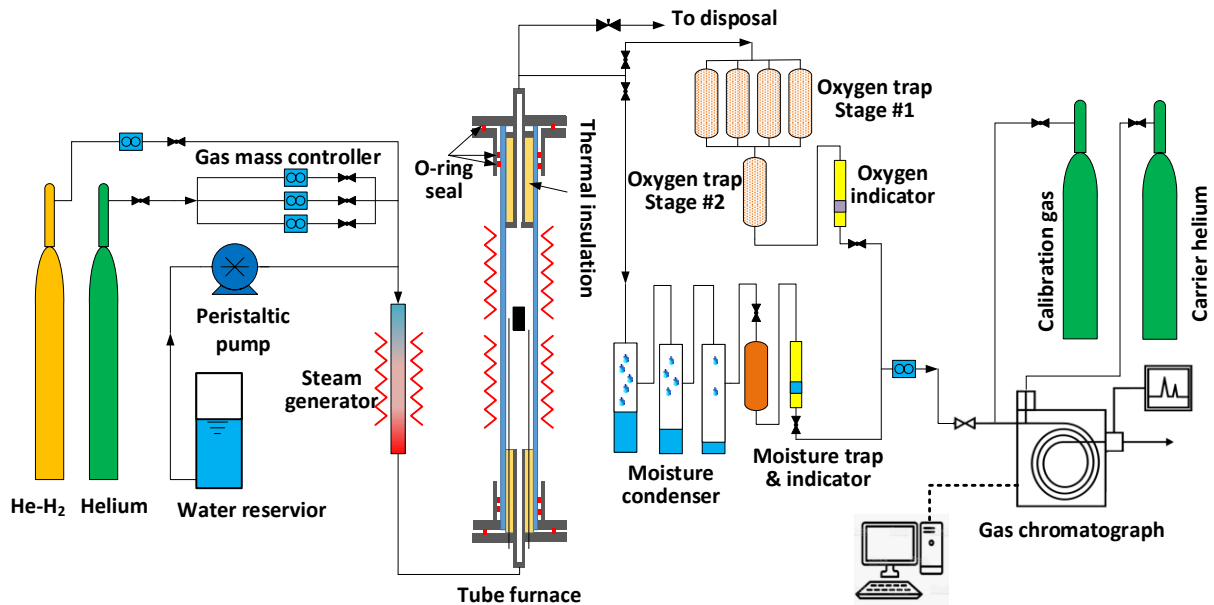 To disposal
Oxygen trap
Stage #1
Gas mass controller
O-ring
seal
Thermal insulation
Oxygen trap
Stage #2
Oxygen
indicator
Calibration gas
Carrier helium
Peristaltic
pump
Steam
generator
He-H₂
Helium
Water reservior
Moisture
condenser
Moisture trap
& indicator
Gas chromatograph
Tube furnace